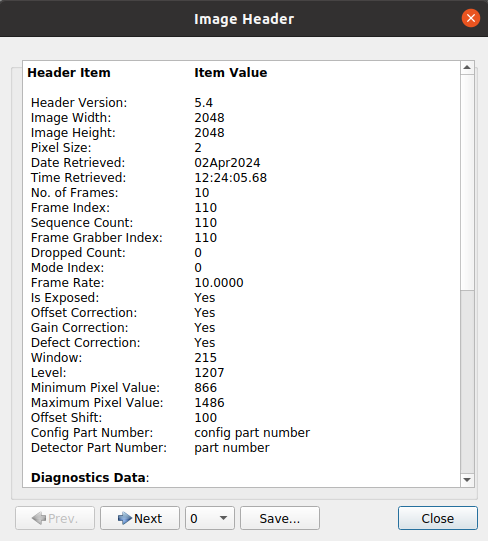 Image Header
Header Item Item Value
Header Version: 5.4
Image Width: 2048
Image Height: 2048
Pixel Size: 2
Date Retrieved: 02Apr2024
Time Retrieved: 12:24:05.68
No. of Frames: 10
Frame Index: 110
Sequence Count: 110
Frame Grabber Index: 110
Dropped Count: 0
Mode Index: 0
Frame Rate: 10.0000
Is Exposed: Yes
Offset Correction: Yes
Gain Correction: Yes
Defect Correction: Yes
Window: 215
Level: 1207
Minimum Pixel Value: 866
Maximum Pixel Value: 1486
Offset Shift: 100
Config Part Number: config part number
Detector Part Number: part number
Diagnostics Data:
Prev. Next 0 Save... Close